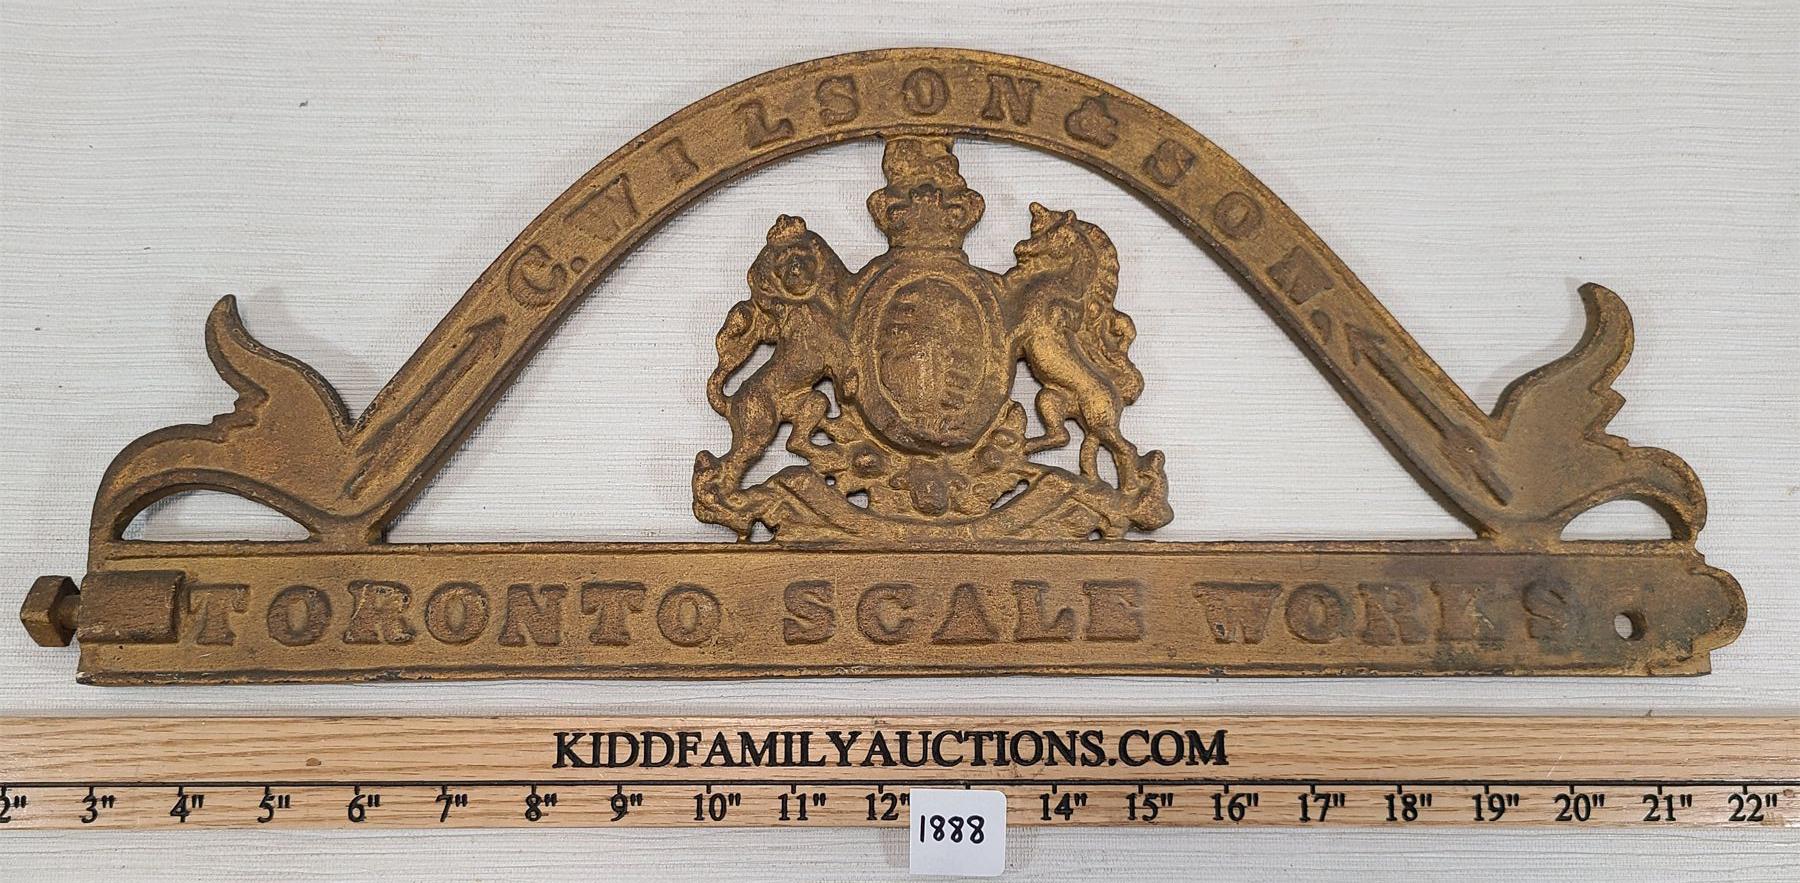 C. WILSON & SON,
TORONTO SCALE WORKS
KIDDFAMILYAUCTIONS.COM
2" 3" 4" 5" 6" 7" 8" 9" 10" 11" 12" 14" 15" 16" 17" 18" 19" 20" 21" 22"
1888